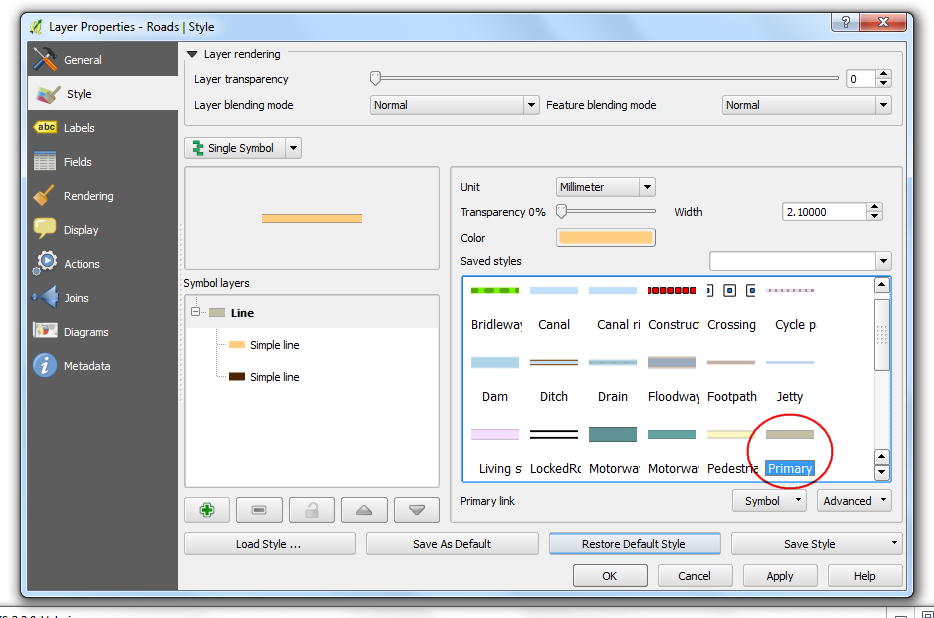 Layer Properties - Roads | Style
General
Style
abc Labels
Fields
Rendering
Display
Actions
Joins
Diagrams
Metadata
Layer rendering
Layer transparency 0
Layer blending mode Normal Feature blending mode Normal
Single Symbol
Unit Millimeter
Transparency 0% Width 2.10000
Color
Saved styles
Symbol layers
Line
Simple line
Simple line
Bridleway Canal Canal ri Construc Crossing Cycle p
Dam Ditch Drain Floodway Footpath Jetty
Living s LockedRo Motorwa Motorwa Pedestria Primary
Primary link Symbol Advanced
Load Style ... Save As Default Restore Default Style Save Style
OK Cancel Apply Help